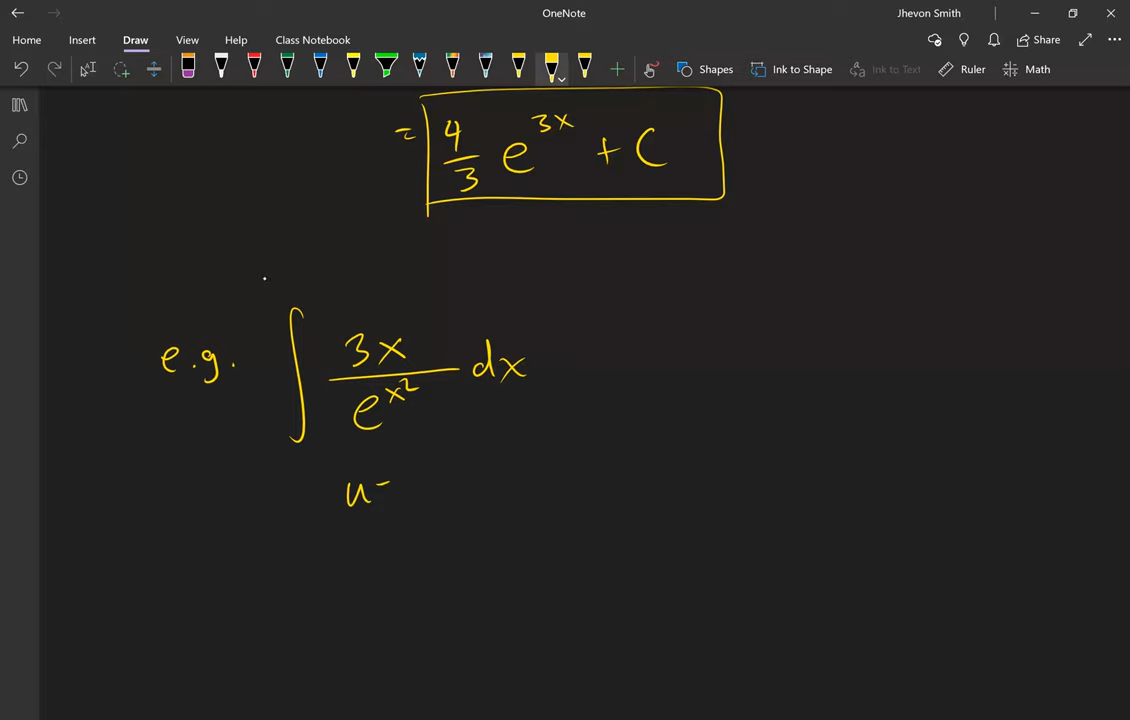 OneNote
Jhevon Smith
Home Insert Draw View Help Class Notebook Share
Shapes Ink to Shape Ink to Text Ruler Math
= 4/3 e^{3x} + C
e.g. ∫ 3x/e^{x^2} dx
u=